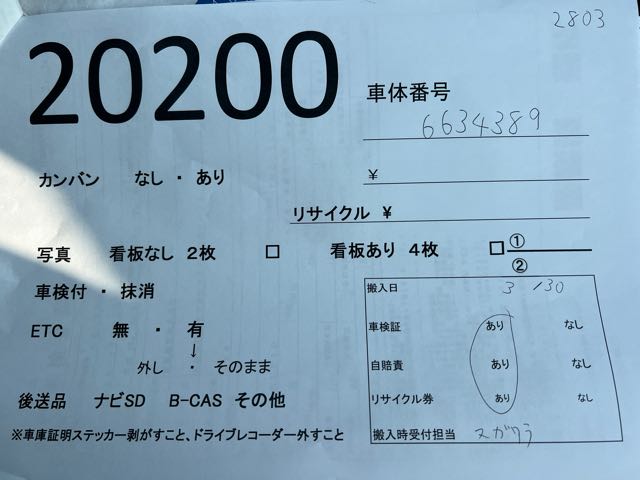 2803
20200
車体番号
6634389
カンバン なし ・ あり
¥
リサイクル ¥
写真 看板なし 2枚 □ 看板あり 4枚 □ ①
②
車検付 ・ 抹消
ETC 無 ・ 有
↓
外し ・ そのまま
後送品 ナビSD B-CAS その他
※車庫証明ステッカー剥がすこと、ドライブレコーダー外すこと
搬入日 3 /30
車検証 あり なし
自賠責 あり なし
リサイクル券 あり なし
搬入時受付担当 スガワラ